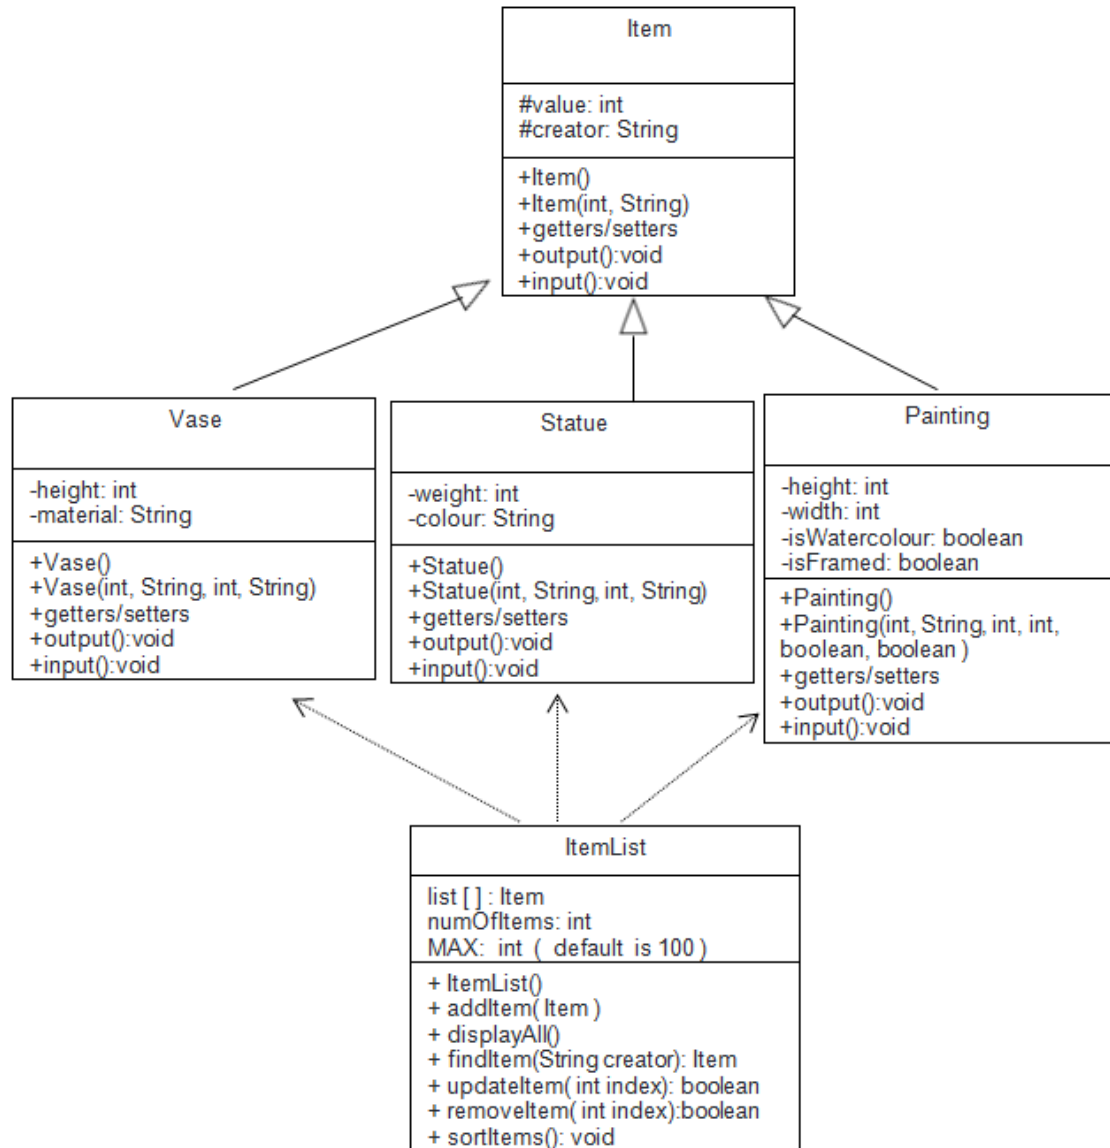 Item
#value: int
#creator: String
+Item()
+Item(int, String)
+getters/setters
+output():void
+input():void
Vase
-height: int
-material: String
+Vase()
+Vase(int, String, int, String)
+getters/setters
+output():void
+input():void
Statue
-weight: int
-colour: String
+Statue()
+Statue(int, String, int, String)
+getters/setters
+output():void
+input():void
Painting
-height: int
-width: int
-isWatercolour: boolean
-isFramed: boolean
+Painting()
+Painting(int, String, int, int,
boolean, boolean )
+getters/setters
+output():void
+input():void
ItemList
list [ ] : Item
numOfItems: int
MAX: int ( default is 100 )
+ ItemList()
+ addItem( Item )
+ displayAll()
+ findItem(String creator): Item
+ updateItem( int index): boolean
+ removeItem( int index):boolean
+ sortItems(): void